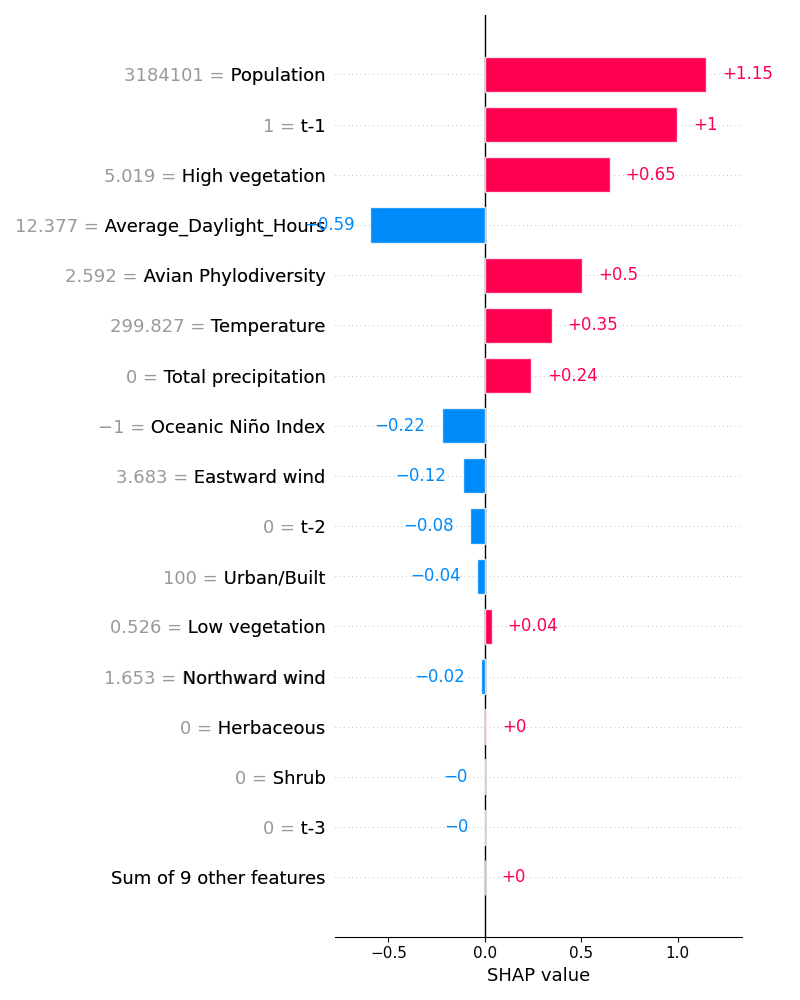 3184101 = Population +1.15
1 = t-1 +1
5.019 = High vegetation +0.65
12.377 = Average_Daylight_Hours −0.59
2.592 = Avian Phylodiversity +0.5
299.827 = Temperature +0.35
0 = Total precipitation +0.24
−1 = Oceanic Niño Index −0.22
3.683 = Eastward wind −0.12
0 = t-2 −0.08
100 = Urban/Built −0.04
0.526 = Low vegetation +0.04
1.653 = Northward wind −0.02
0 = Herbaceous +0
0 = Shrub −0
0 = t-3 −0
Sum of 9 other features +0
−0.5 0.0 0.5 1.0
SHAP value